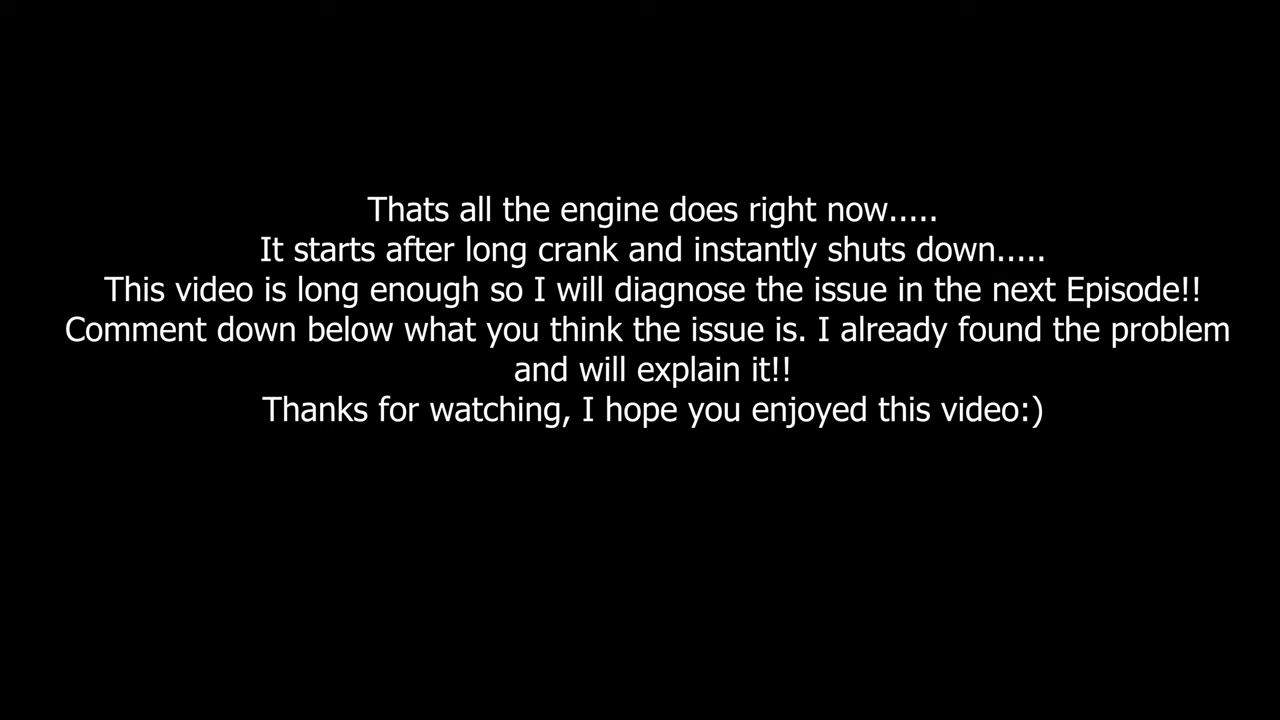 Thats all the engine does right now.....
It starts after long crank and instantly shuts down.....
This video is long enough so I will diagnose the issue in the next Episode!!
Comment down below what you think the issue is. I already found the problem
and will explain it!!
Thanks for watching, I hope you enjoyed this video:)